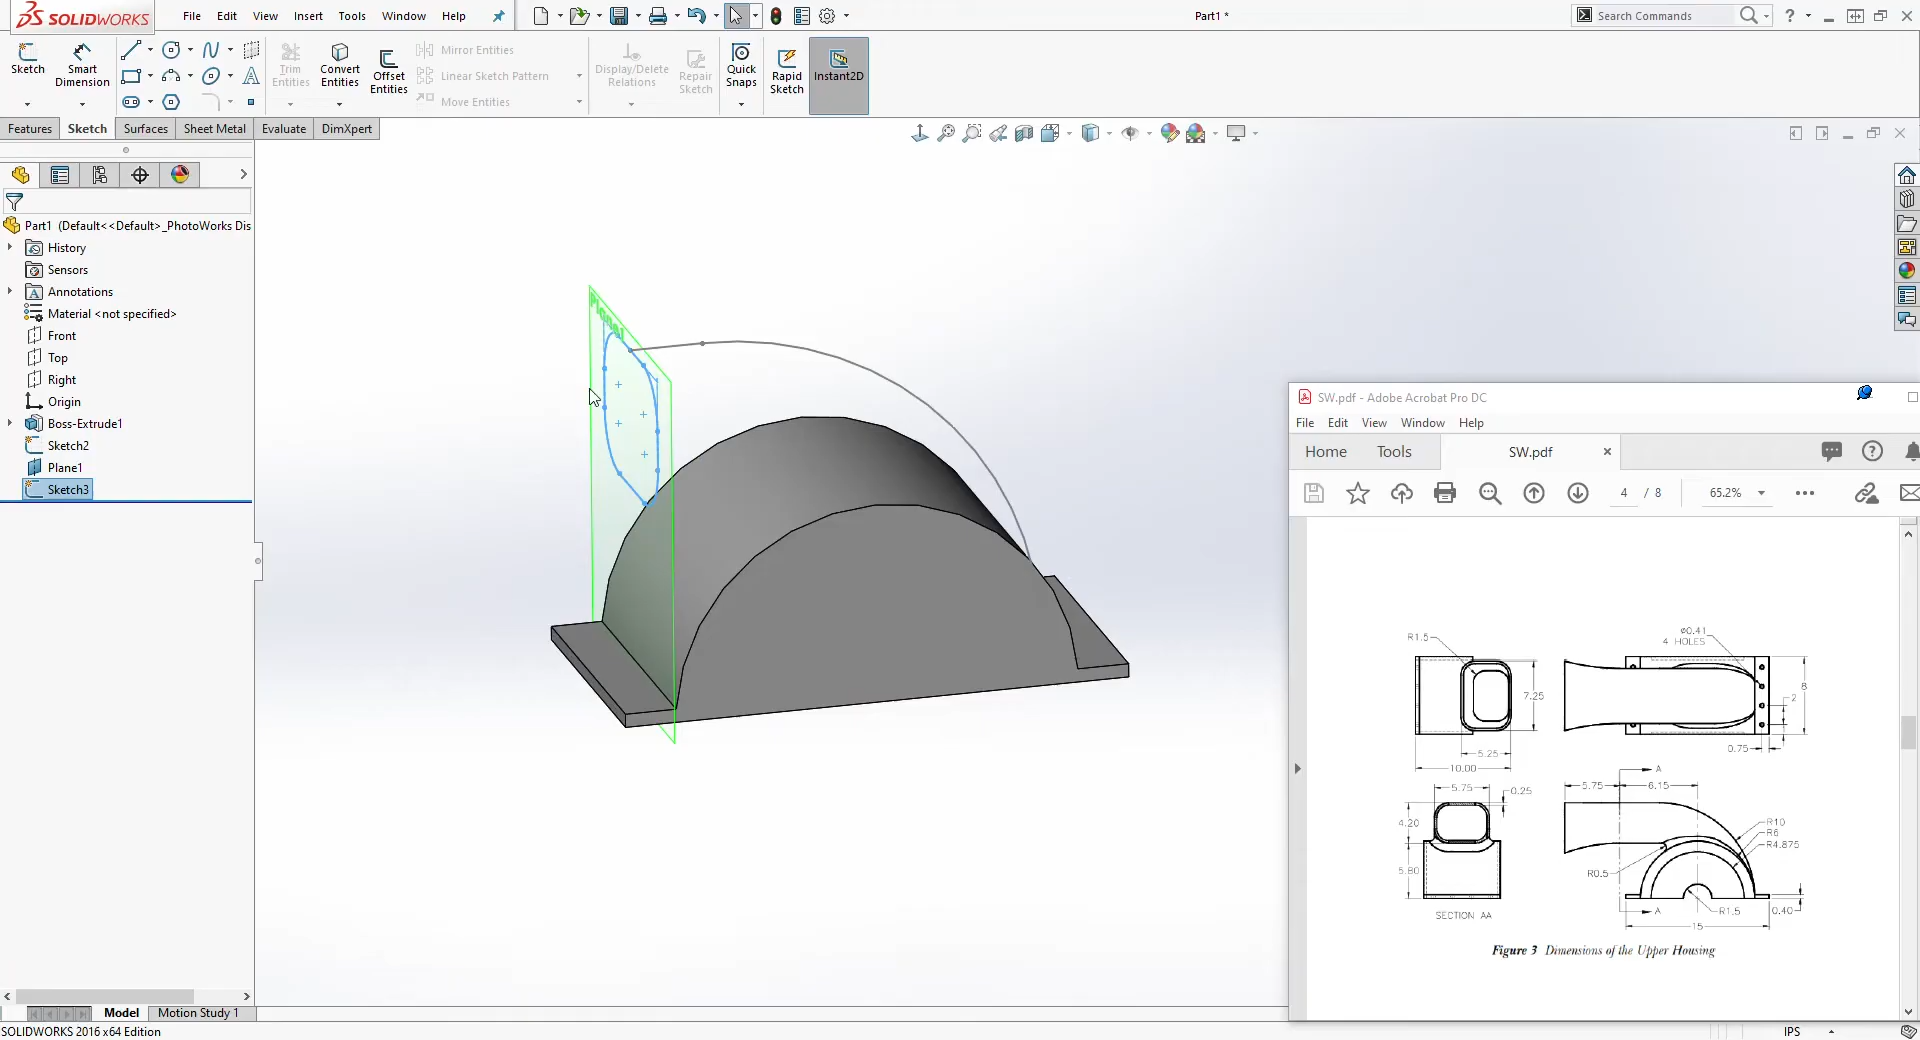 SOLIDWORKS
File Edit View Insert Tools Window Help
Part1 *
Search Commands
Sketch
Smart Dimension
Trim Entities
Convert Entities
Offset Entities
Mirror Entities
Linear Sketch Pattern
Move Entities
Display/Delete Relations
Repair Sketch
Quick Snaps
Rapid Sketch
Instant2D
Features Sketch Surfaces Sheet Metal Evaluate DimXpert
Part1 (Default<<Default>_PhotoWorks Dis
History
Sensors
Annotations
Material <not specified>
Front
Top
Right
Origin
Boss-Extrude1
Sketch2
Plane1
Sketch3
Plane1
SW.pdf - Adobe Acrobat Pro DC
File Edit View Window Help
Home Tools SW.pdf ×
4 / 8 65.2%
R1.5
7.25
5.25
10.00
ø0.41
4 HOLES
8
2
0.75
5.75
0.25
4.20
5.80
SECTION AA
A
5.75 6.15
R10
R6
R4.875
R0.5
A
R1.5
0.40
15
Figure 3 Dimensions of the Upper Housing
Model Motion Study 1
SOLIDWORKS 2016 x64 Edition
IPS